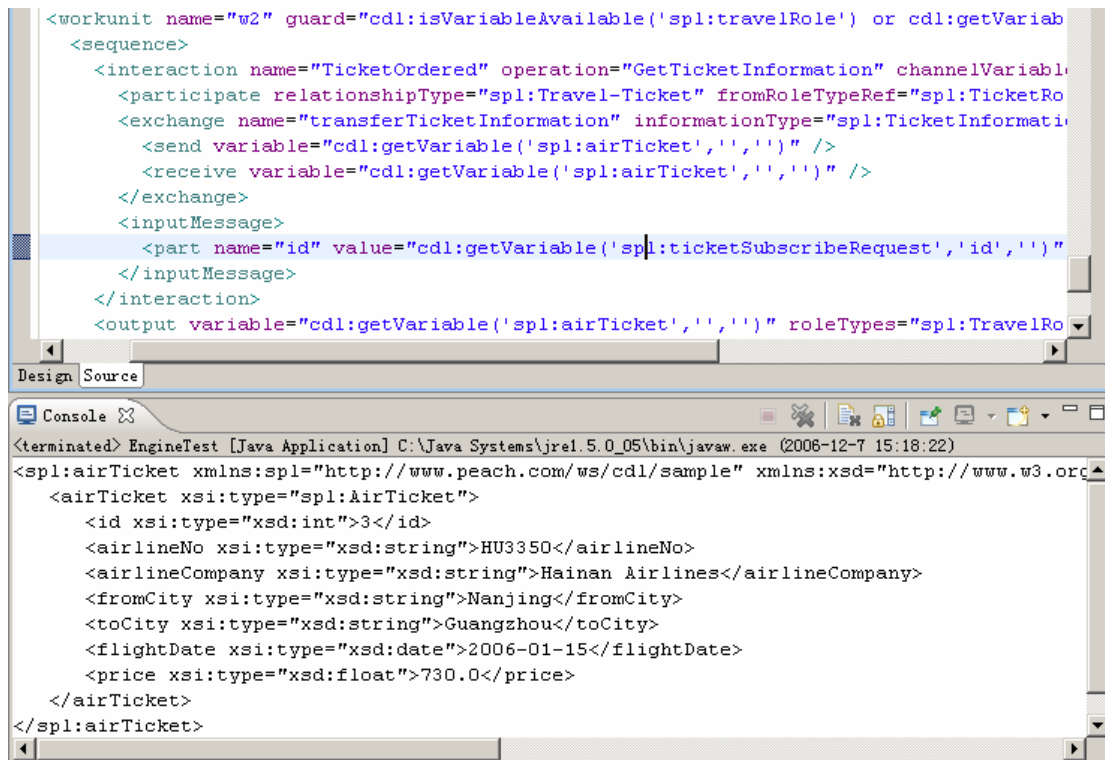 <workunit name="w2" guard="cdl:isVariableAvailable('spl:travelRole') or cdl:getVariab
<sequence>
<interaction name="TicketOrdered" operation="GetTicketInformation" channelVariabl
<participate relationshipType="spl:Travel-Ticket" fromRoleTypeRef="spl:TicketRo
<exchange name="transferTicketInformation" informationType="spl:TicketInformati
<send variable="cdl:getVariable('spl:airTicket','','')" />
<receive variable="cdl:getVariable('spl:airTicket','','')" />
</exchange>
<inputMessage>
<part name="id" value="cdl:getVariable('spl:ticketSubscribeRequest','id','')"
</inputMessage>
</interaction>
<output variable="cdl:getVariable('spl:airTicket','','')" roleTypes="spl:TravelRo
Design Source
Console
<terminated> EngineTest [Java Application] C:\Java Systems\jre1.5.0_05\bin\javaw.exe (2006-12-7 15:18:22)
<spl:airTicket xmlns:spl="http://www.peach.com/ws/cdl/sample" xmlns:xsd="http://www.w3.org
<airTicket xsi:type="spl:AirTicket">
<id xsi:type="xsd:int">3</id>
<airlineNo xsi:type="xsd:string">HU3350</airlineNo>
<airlineCompany xsi:type="xsd:string">Hainan Airlines</airlineCompany>
<fromCity xsi:type="xsd:string">Nanjing</fromCity>
<toCity xsi:type="xsd:string">Guangzhou</toCity>
<flightDate xsi:type="xsd:date">2006-01-15</flightDate>
<price xsi:type="xsd:float">730.0</price>
</airTicket>
</spl:airTicket>